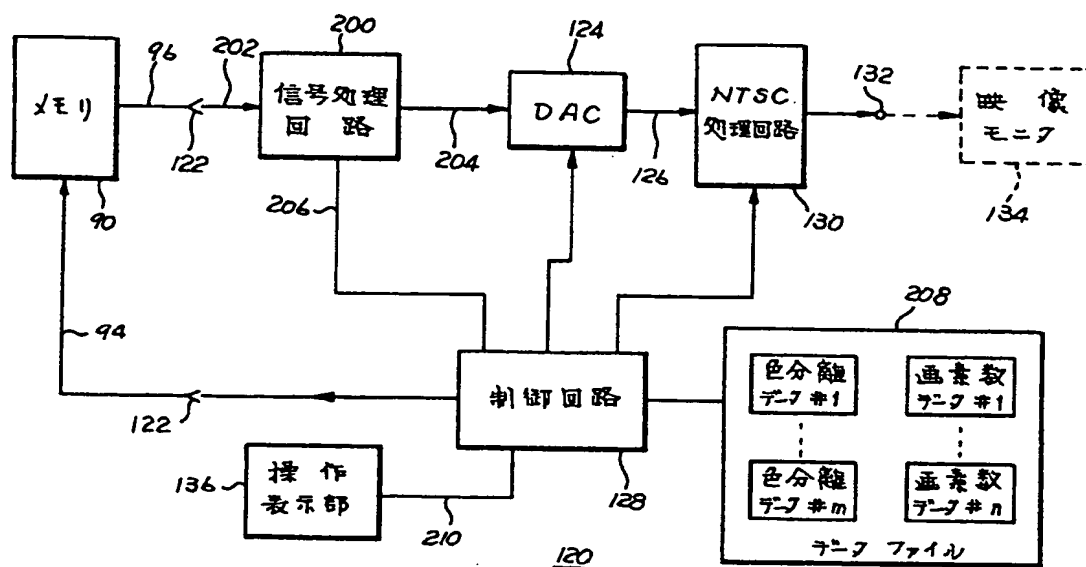 200
124
96
202
132
メモリ
信号処理
回路
DAC
NTSC
処理回路
映像
モニタ
122
204
126
90
206
130
134
208
94
色分離
データ #1
画素数
データ #1
制御回路
122
色分離
データ #m
画素数
データ #n
136
操作
表示部
128
210
データ ファイル
120